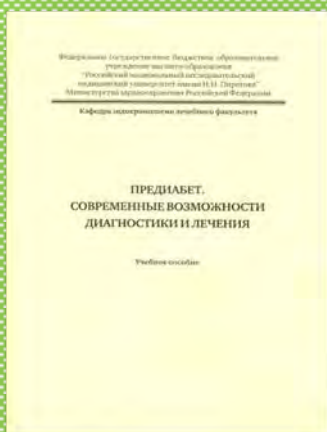 Федеральное государственное бюджетное образовательное
учреждение высшего образования
"Российский национальный исследовательский
медицинский университет имени Н.И. Пирогова"
Министерства здравоохранения Российской Федерации
Кафедра эндокринологии лечебного факультета
ПРЕДИАБЕТ.
СОВРЕМЕННЫЕ ВОЗМОЖНОСТИ
ДИАГНОСТИКИ И ЛЕЧЕНИЯ
Учебное пособие